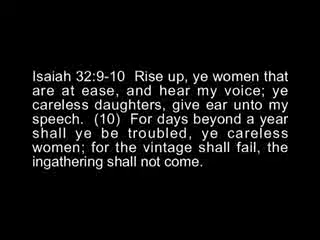 Isaiah 32:9-10 Rise up, ye women that
are at ease, and hear my voice; ye
careless daughters, give ear unto my
speech. (10) For days beyond a year
shall ye be troubled, ye careless
women; for the vintage shall fail, the
ingathering shall not come.